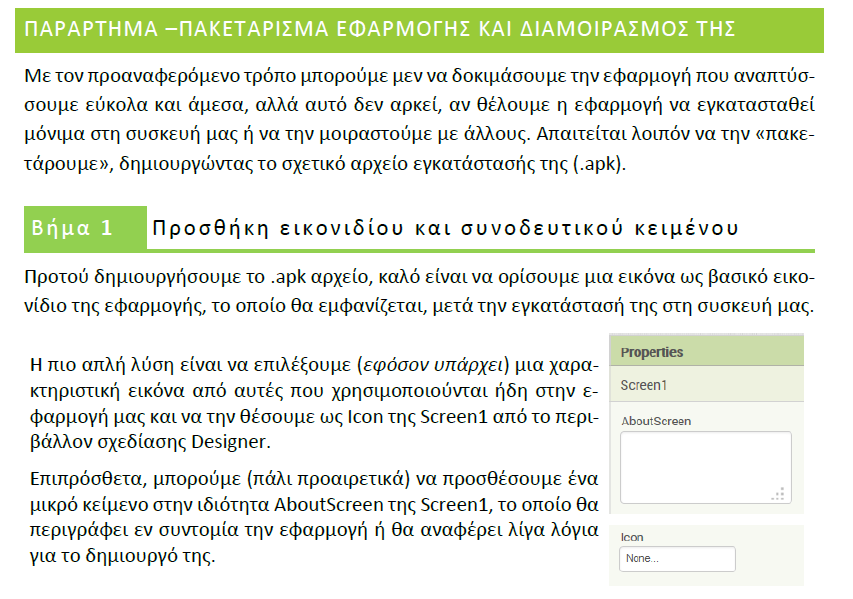 ΠΑΡΑΡΤΗΜΑ –ΠΑΚΕΤΑΡΙΣΜΑ ΕΦΑΡΜΟΓΗΣ ΚΑΙ ΔΙΑΜΟΙΡΑΣΜΟΣ ΤΗΣ
Με τον προαναφερόμενο τρόπο μπορούμε μεν να δοκιμάσουμε την εφαρμογή που αναπτύσ-
σουμε εύκολα και άμεσα, αλλά αυτό δεν αρκεί, αν θέλουμε η εφαρμογή να εγκατασταθεί
μόνιμα στη συσκευή μας ή να την μοιραστούμε με άλλους. Απαιτείται λοιπόν να την «πακε-
τάρουμε», δημιουργώντας το σχετικό αρχείο εγκατάστασής της (.apk).
Βήμα 1 Προσθήκη εικονιδίου και συνοδευτικού κειμένου
Προτού δημιουργήσουμε το .apk αρχείο, καλό είναι να ορίσουμε μια εικόνα ως βασικό εικο-
νίδιο της εφαρμογής, το οποίο θα εμφανίζεται, μετά την εγκατάστασή της στη συσκευή μας.
Η πιο απλή λύση είναι να επιλέξουμε (εφόσον υπάρχει) μια χαρα-
κτηριστική εικόνα από αυτές που χρησιμοποιούνται ήδη στην ε-
φαρμογή μας και να την θέσουμε ως Icon της Screen1 από το περι-
βάλλον σχεδίασης Designer.
Επιπρόσθετα, μπορούμε (πάλι προαιρετικά) να προσθέσουμε ένα
μικρό κείμενο στην ιδιότητα AboutScreen της Screen1, το οποίο θα
περιγράφει εν συντομία την εφαρμογή ή θα αναφέρει λίγα λόγια
για το δημιουργό της.
Properties
Screen1
AboutScreen
Icon
None...